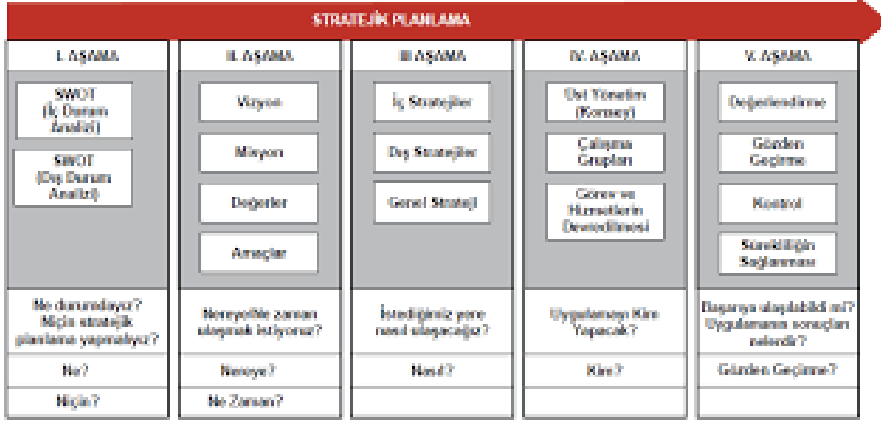 STRATEJİK PLANLAMA
I. AŞAMA
SWOT
(İç Durum
Analizi)
SWOT
(Dış Durum
Analizi)
Ne durumdayız?
Niçin stratejik
planlama yapmalıyız?
Ne?
Niçin?
II. AŞAMA
Vizyon
Misyon
Değerler
Amaçlar
Nereye/Ne zaman
ulaşmak istiyoruz?
Nereye?
Ne Zaman?
III AŞAMA
İç Stratejiler
Dış Stratejiler
Genel Strateji
İstediğimiz yere
nasıl ulaşacağız?
Nasıl?
IV. AŞAMA
Üst Yönetim
(Konsey)
Çalışma
Grupları
Görev ve
Hizmetlerin
Devredilmesi
Uygulamayı Kim
Yapacak?
Kim?
V. AŞAMA
Değerlendirme
Gözden
Geçirme
Kontrol
Sürekliliğin
Sağlanması
Başarıya ulaşılabildi mi?
Uygulamanın sonuçları
nelerdir?
Gözden Geçirme?